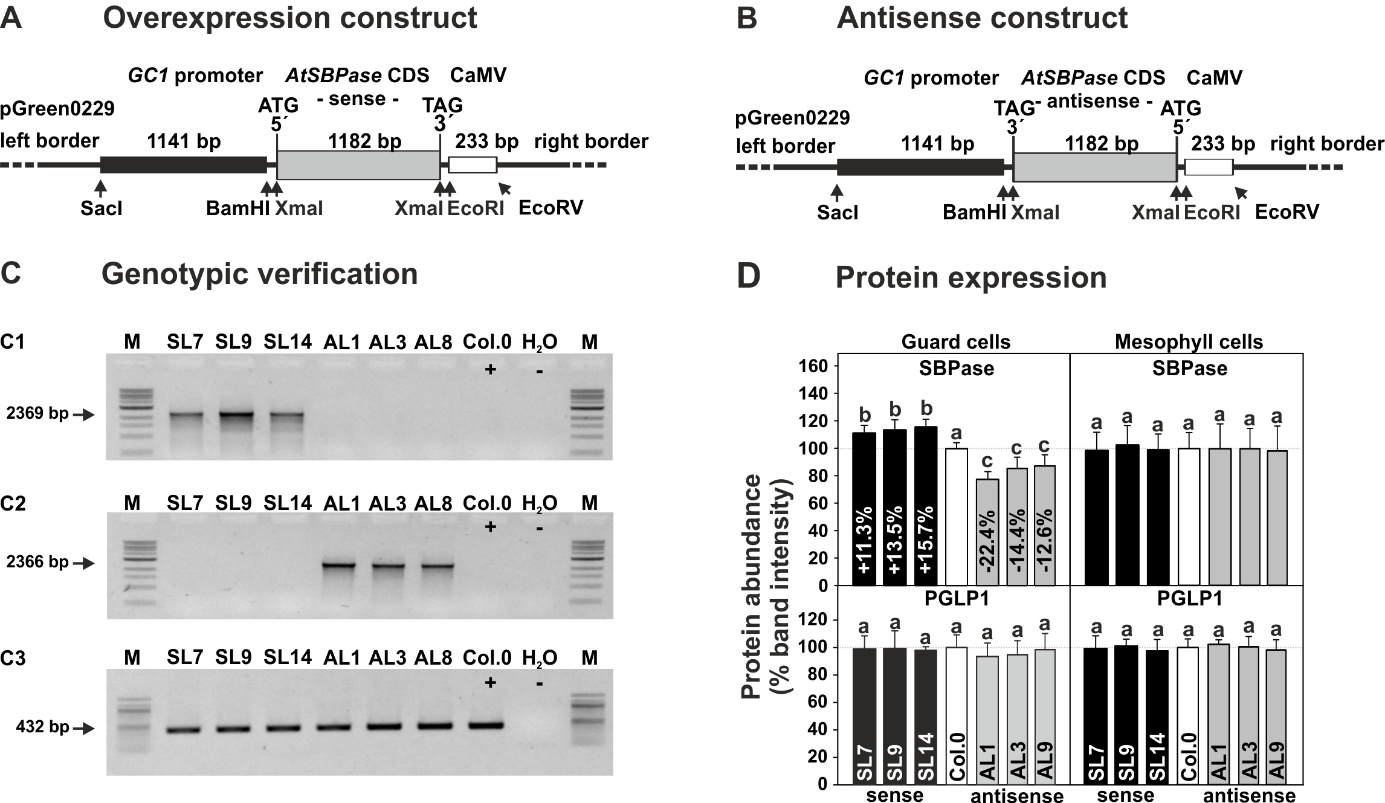 A Overexpression construct
GC1 promoter AtSBPase CDS CaMV
- sense -
pGreen0229 ATG TAG
5´ 3´
left border 1141 bp 1182 bp 233 bp right border
SacI BamHI XmaI XmaI EcoRI EcoRV
B Antisense construct
GC1 promoter AtSBPase CDS CaMV
- antisense -
pGreen0229 TAG ATG
3´ 5´
left border 1141 bp 1182 bp 233 bp right border
SacI BamHI XmaI XmaI EcoRI EcoRV
C Genotypic verification
C1 M SL7 SL9 SL14 AL1 AL3 AL8 Col.0 H2O M
+ -
2369 bp
C2 M SL7 SL9 SL14 AL1 AL3 AL8 Col.0 H2O M
+ -
2366 bp
C3 M SL7 SL9 SL14 AL1 AL3 AL8 Col.0 H2O M
+ -
432 bp
D Protein expression
Protein abundance
(% band intensity)
Guard cells Mesophyll cells
SBPase SBPase
160
140
120
100
80
60
40
20
0
b b b a c c c
a a a a a a a
+11.3% +13.5% +15.7% -22.4% -14.4% -12.6%
PGLP1 PGLP1
120
100
80
60
40
20
0
a a a a a a a
a a a a a a a
SL7 SL9 SL14 Col.0 AL1 AL3 AL9
SL7 SL9 SL14 Col.0 AL1 AL3 AL9
sense antisense sense antisense